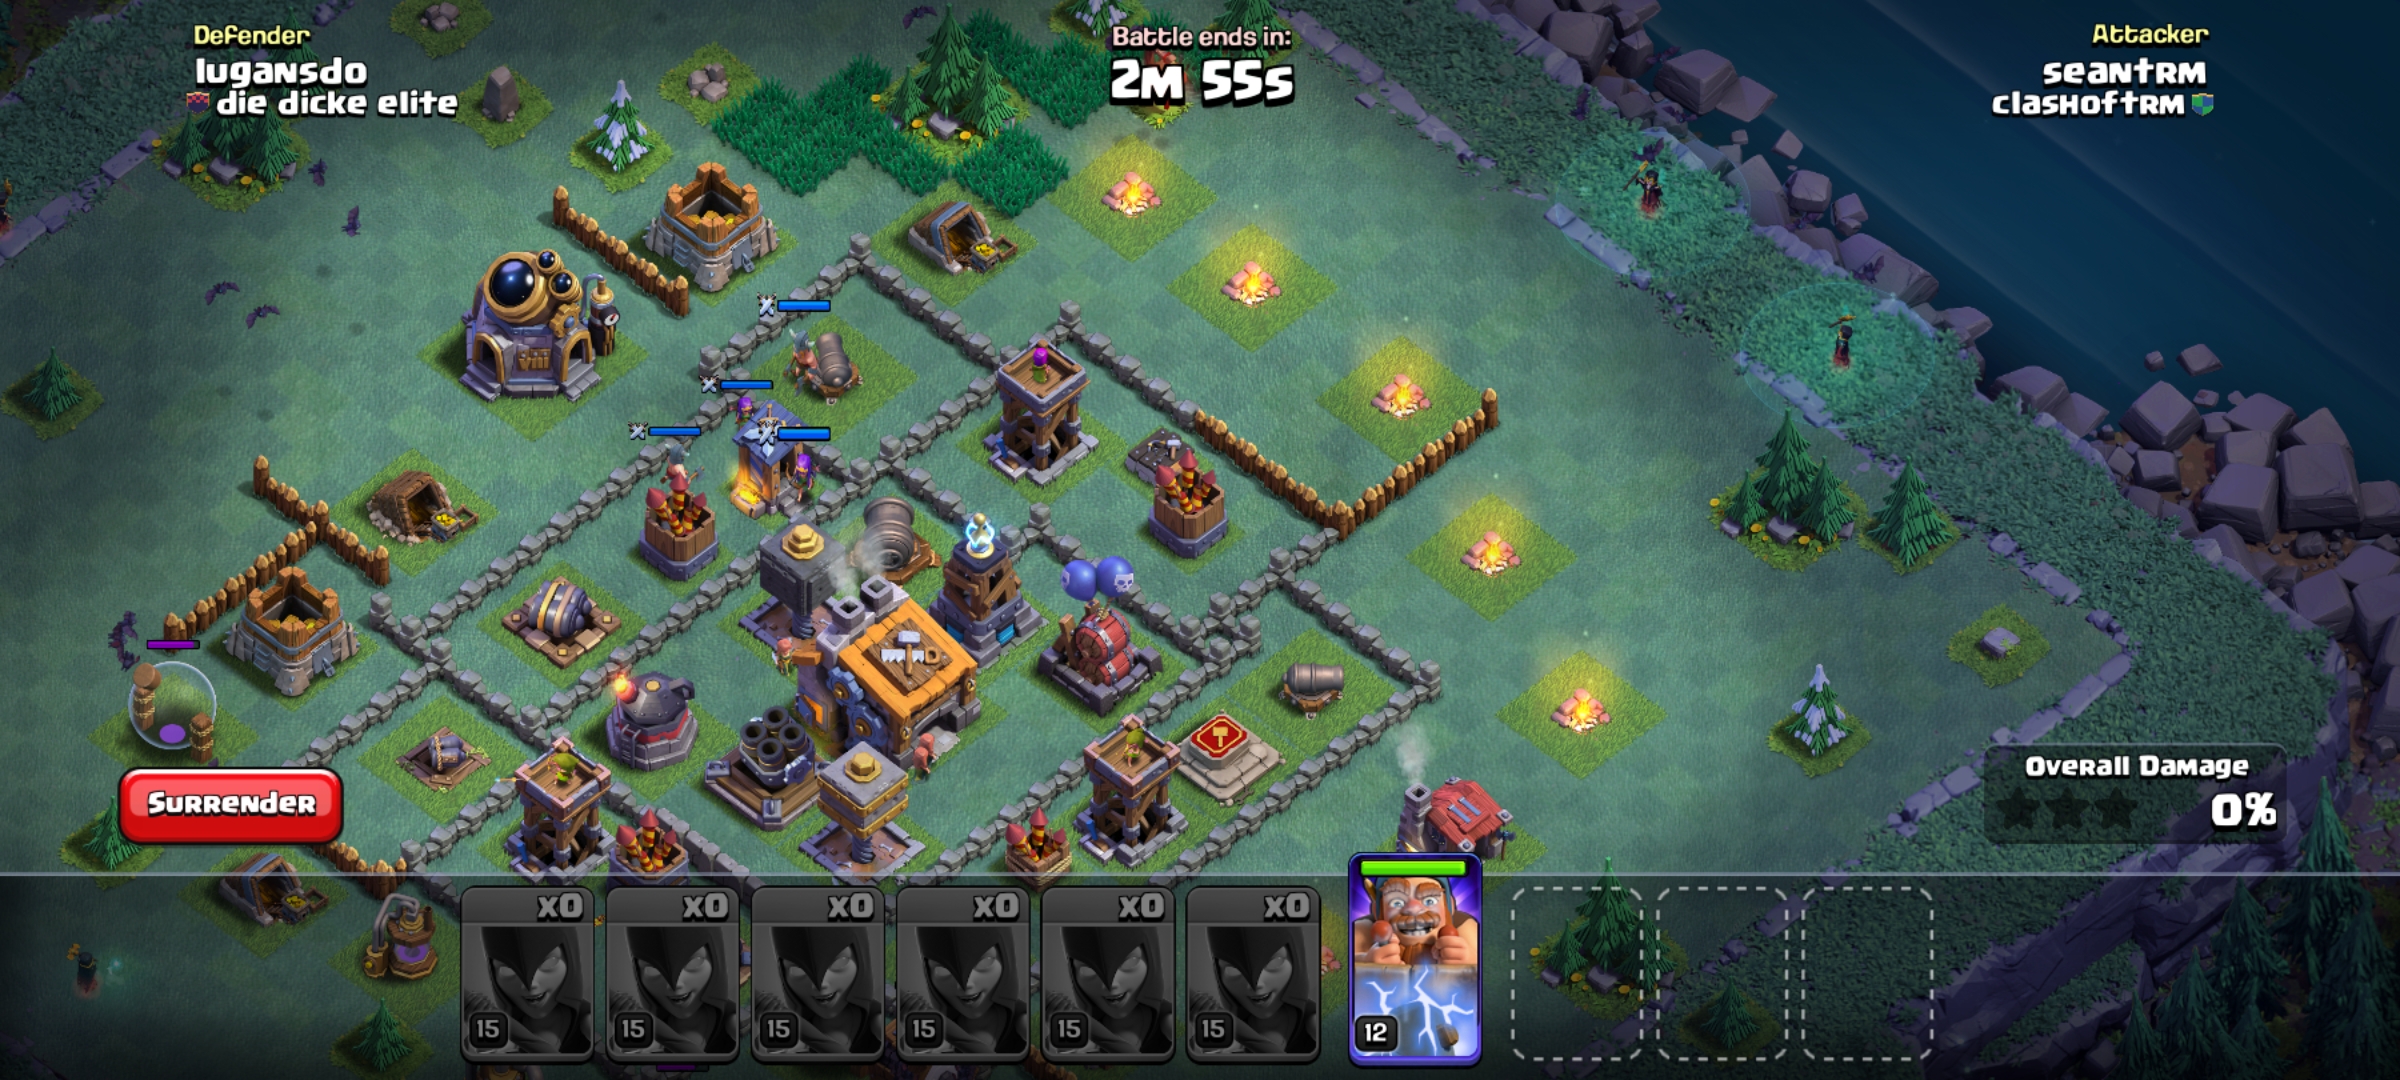 Defender
lugansdo
die dicke elite
Battle ends in:
2M 55s
Attacker
seantrm
clashoftrm
Surrender
Overall Damage
0%
x0
x0
x0
x0
x0
x0
15
15
15
15
15
15
12